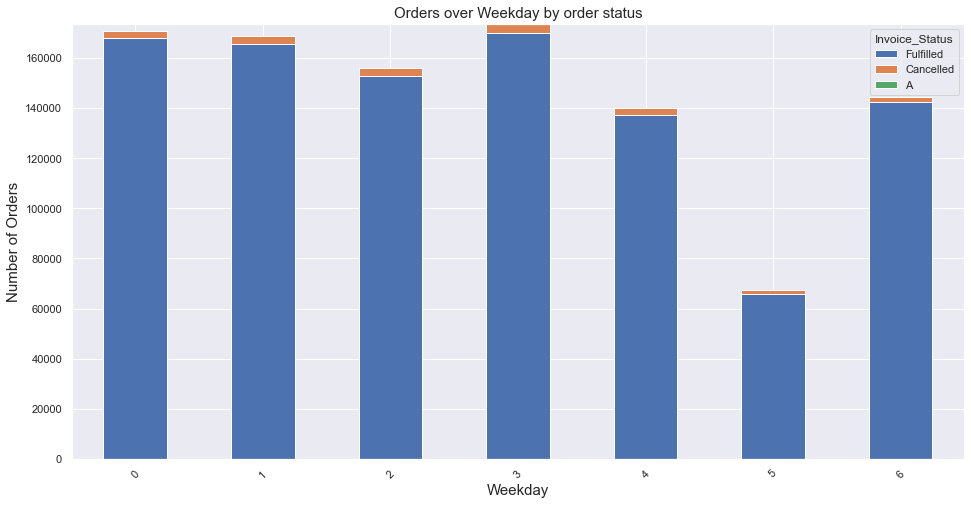 Orders over Weekday by order status
Invoice_Status
Fulfilled
Cancelled
A
Number of Orders
160000
140000
120000
100000
80000
60000
40000
20000
0
0 1 2 3 4 5 6
Weekday